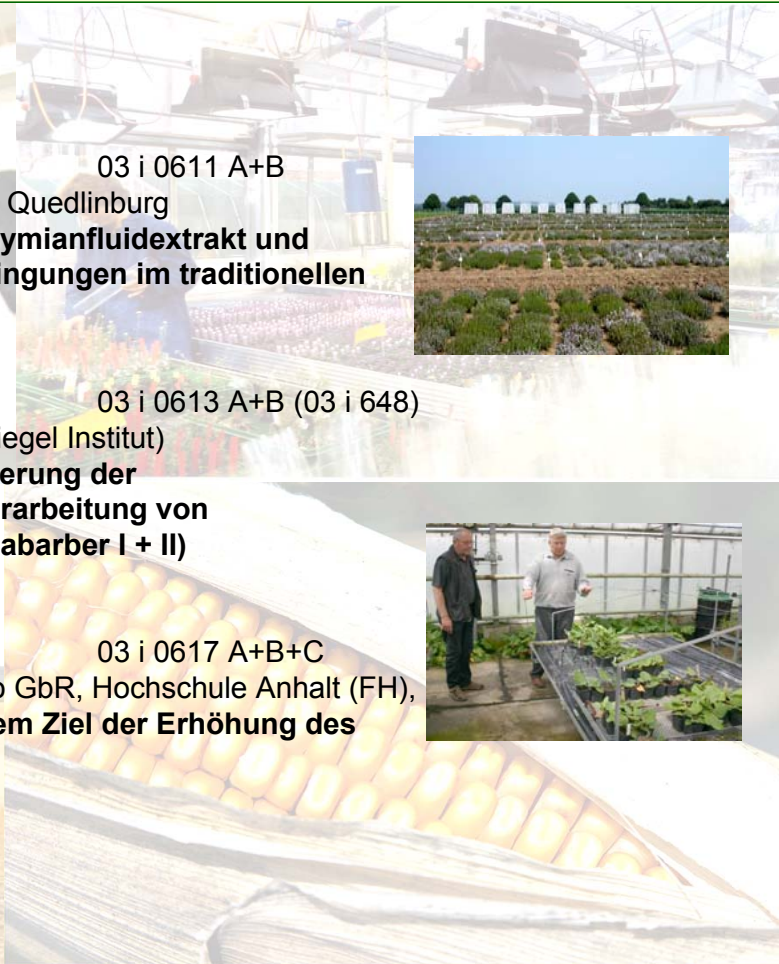 03 i 0611 A+B
Quedlinburg
ymianfluidextrakt und
ingungen im traditionellen
03 i 0613 A+B (03 i 648)
iegel Institut)
erung der
rarbeitung von
abarber I + II)
03 i 0617 A+B+C
GbR, Hochschule Anhalt (FH),
em Ziel der Erhöhung des